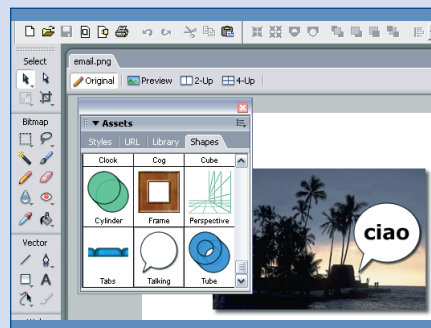 Select
email.png
Original Preview 2-Up 4-Up
Assets
Bitmap
Styles URL Library Shapes
Clock Cog Cube
Cylinder Frame Perspective
ciao
Vector
Tabs Talking Tube